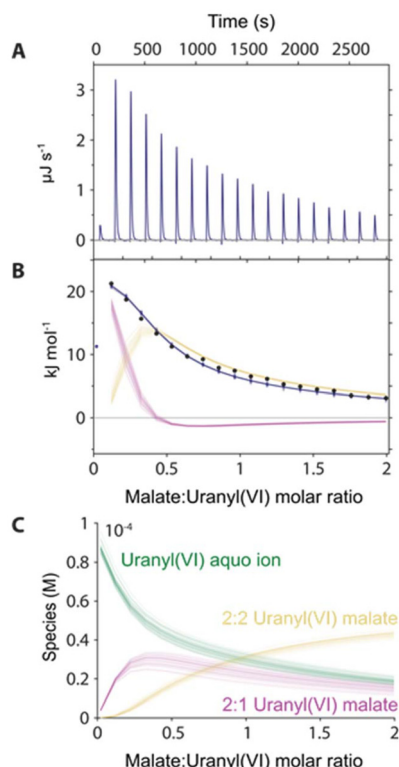 Time (s)
0 500 1000 1500 2000 2500
A
3
2
1
0
µJ s⁻¹
B
20
10
0
kJ mol⁻¹
0 0.5 1 1.5 2
Malate:Uranyl(VI) molar ratio
C
1 10⁻⁴
0.8
0.6
0.4
0.2
0
Species (M)
Uranyl(VI) aquo ion
2:2 Uranyl(VI) malate
2:1 Uranyl(VI) malate
0 0.5 1 1.5 2
Malate:Uranyl(VI) molar ratio